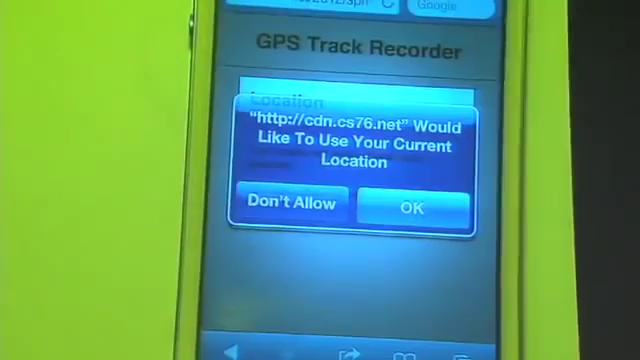 Google
GPS Track Recorder
Location
"http://cdn.cs76.net" Would
Like To Use Your Current
Location
Don't Allow
OK